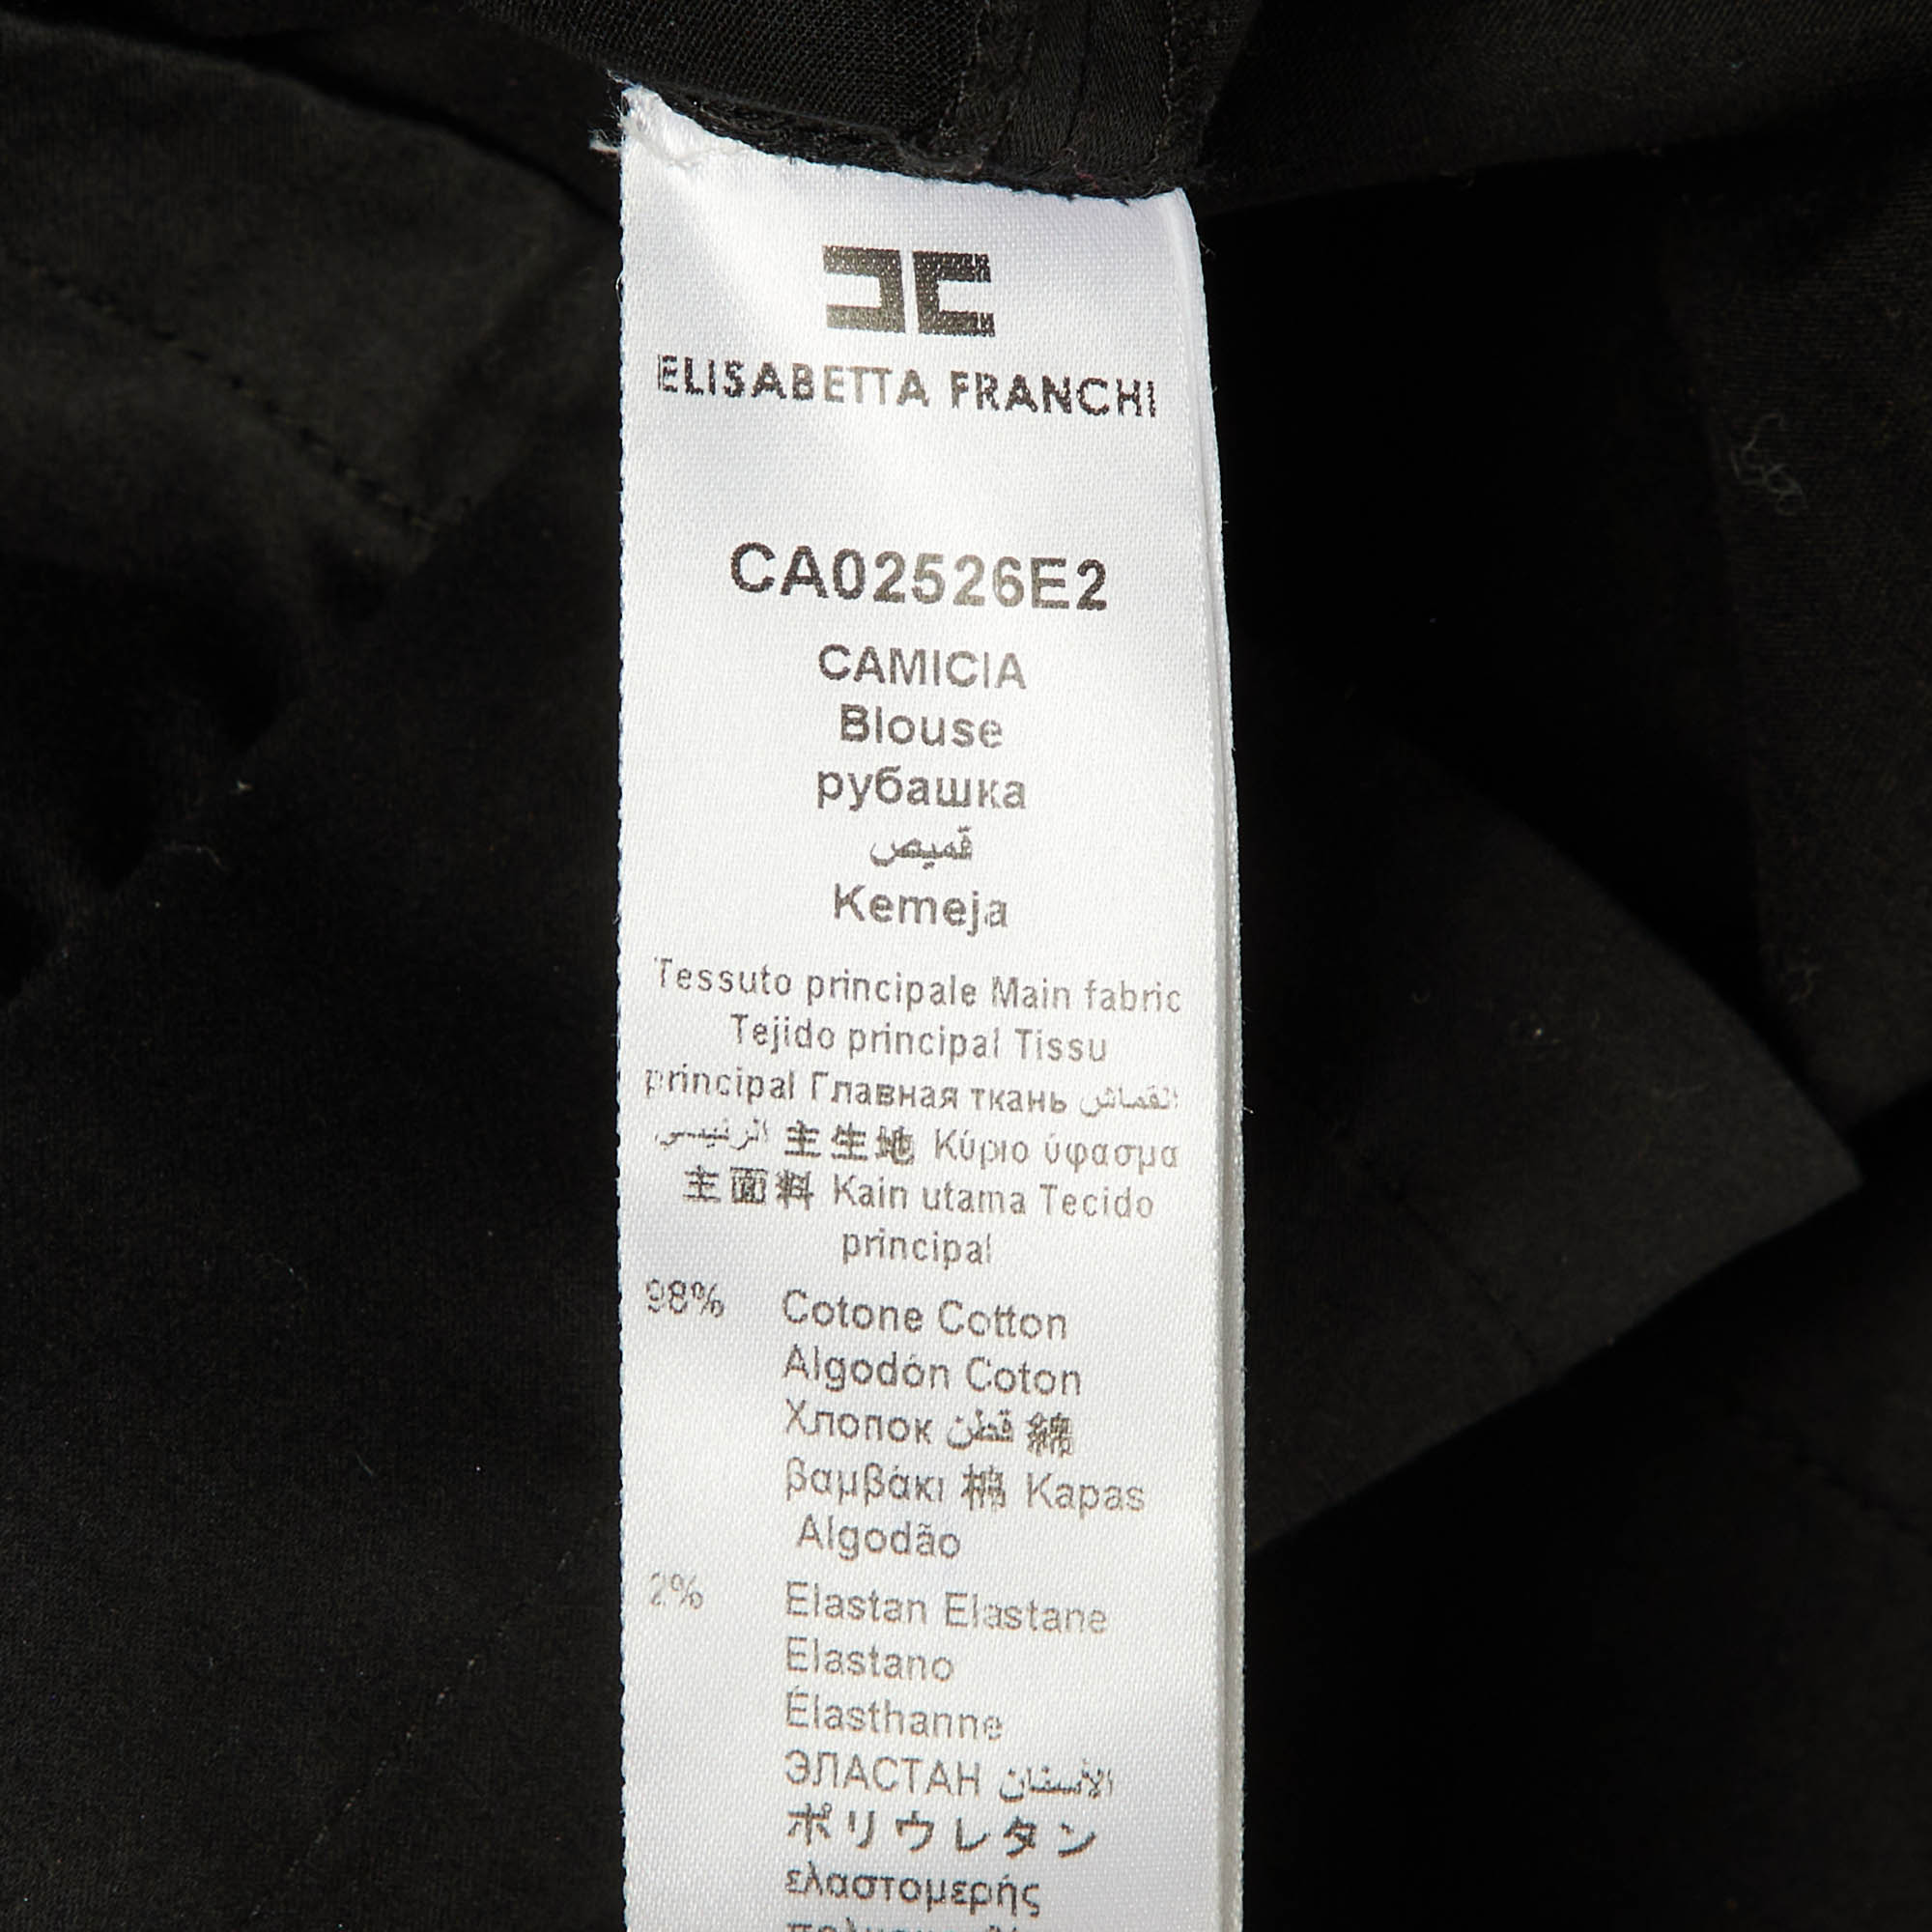 ELISABETTA FRANCHI
CA02526E2
CAMICIA
Blouse
рубашка
قميص
Kemeja
Tessuto principale Main fabric
Tejido principal Tissu
principal Главная ткань القماش
الرئيسي 主生地 Κύριο ύφασμα
主面料 Kain utama Tecido
principal
98% Cotone Cotton
Algodón Coton
Хлопок قطن 綿
βαμβάκι 棉 Kapas
Algodão
2% Elastan Elastane
Elastano
Élasthanne
ЭЛАСТАН الأستان
ポリウレタン
ελαστομερής